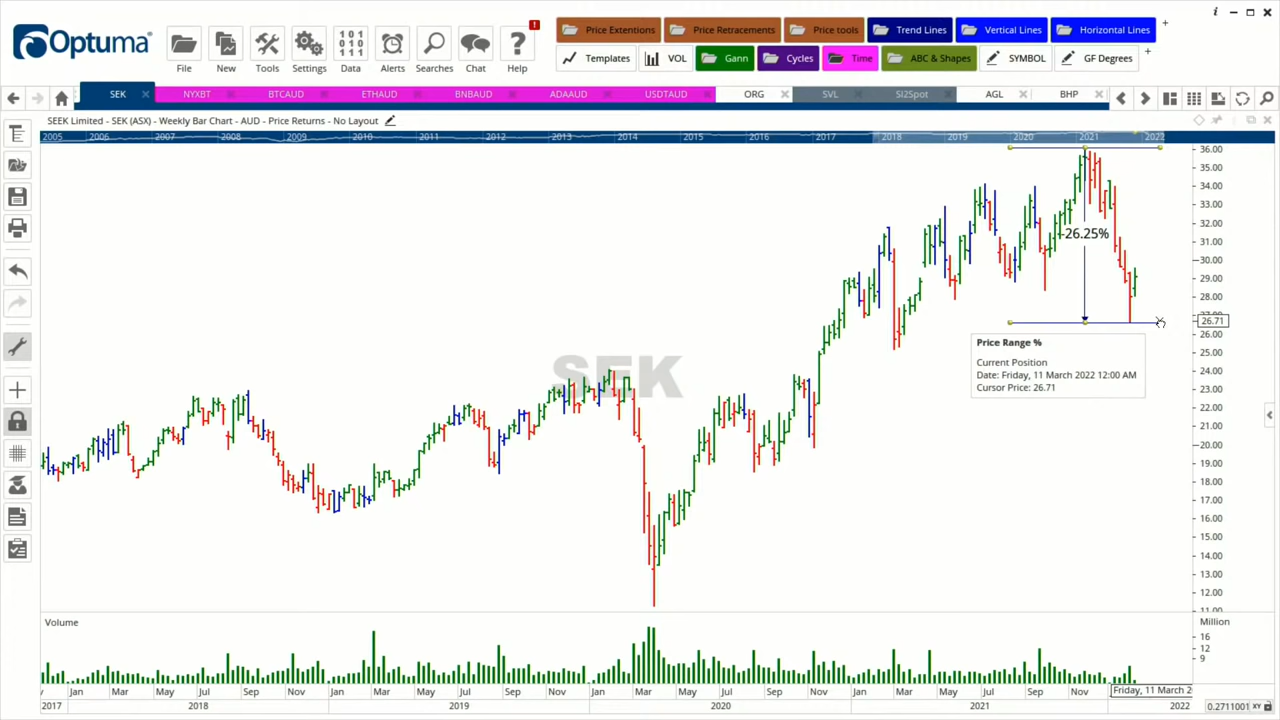 Optuma
File
New
Tools
Settings
Data
Alerts
Searches
Chat
Help
Price Extentions
Price Retracements
Price tools
Trend Lines
Vertical Lines
Horizontal Lines
Templates
VOL
Gann
Cycles
Time
ABC & Shapes
SYMBOL
GF Degrees
SEK
NYXBT
BTCAUD
ETHAUD
BNBAUD
ADAAUD
USDTAUD
ORG
SVL
SI2Spot
AGL
BHP
SEEK Limited - SEK (ASX) - Weekly Bar Chart - AUD - Price Returns - No Layout
2005 2006 2007 2008 2009 2010 2011 2012 2013 2014 2015 2016 2017 2018 2019 2020 2021 2022
36.00
35.00
34.00
33.00
32.00
31.00
30.00
29.00
28.00
26.71
26.00
25.00
24.00
23.00
22.00
21.00
20.00
19.00
18.00
17.00
16.00
15.00
14.00
13.00
12.00
11.00
-26.25%
Price Range %
Current Position
Date: Friday, 11 March 2022 12:00 AM
Cursor Price: 26.71
SEK
Volume
Million
16
12
9
Jan Mar May Jul Sep Nov Jan Mar May Jul Sep Nov Jan Mar May Jul Sep Nov Jan Mar May Jul Sep Nov Friday, 11 March 2
2017 2018 2019 2020 2021 2022
0.2711001 XY